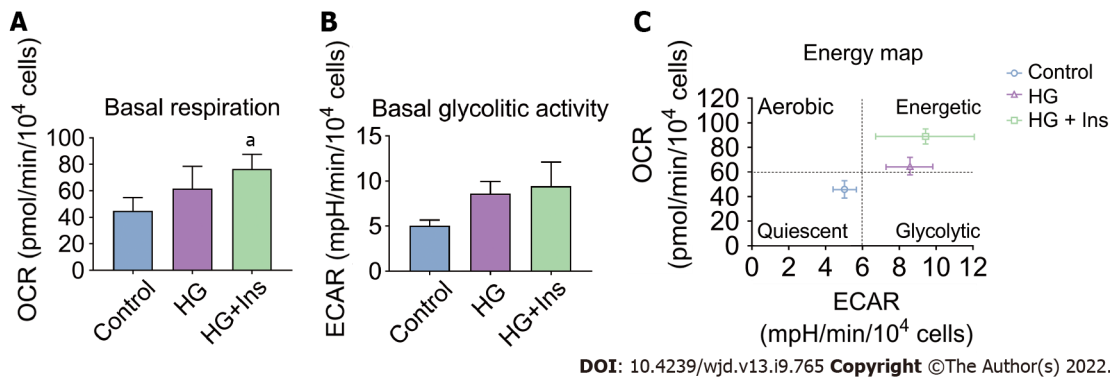 A
Basal respiration
OCR (pmol/min/10⁴ cells)
100
80
60
40
20
0
a
Control
HG
HG+Ins
B
Basal glycolitic activity
ECAR (mpH/min/10⁴ cells)
15
10
5
0
Control
HG
HG+Ins
C
Energy map
OCR
(pmol/min/10⁴ cells)
120
100
80
60
40
20
0
Aerobic
Energetic
Quiescent
Glycolytic
0 2 4 6 8 10 12
ECAR
(mpH/min/10⁴ cells)
Control
HG
HG + Ins
DOI: 10.4239/wjd.v13.i9.765 Copyright ©The Author(s) 2022.